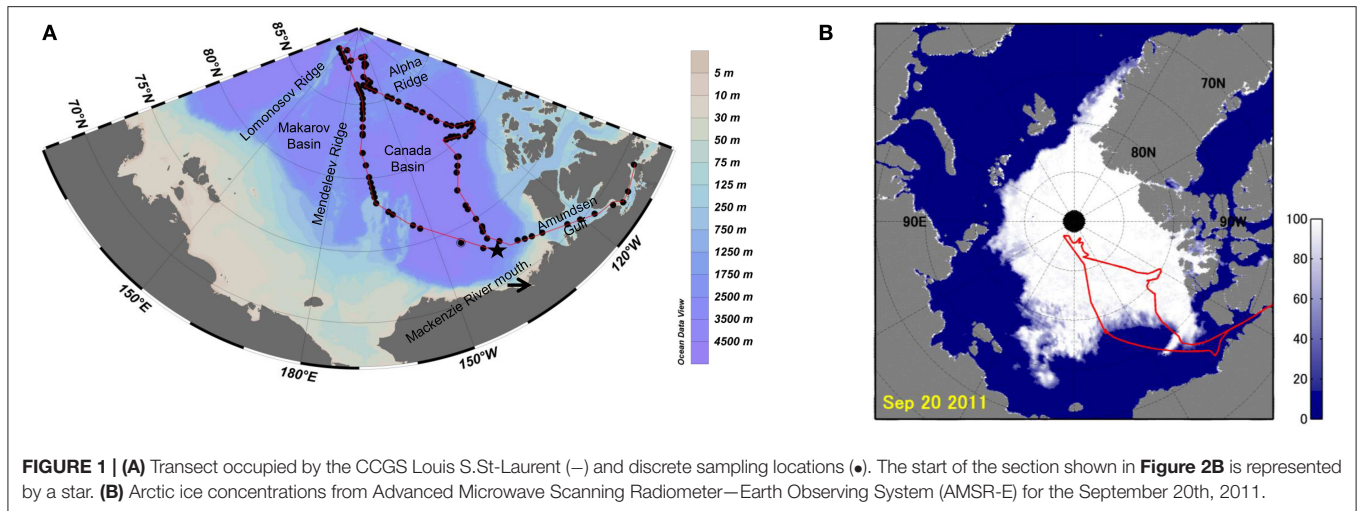 A
85°N
80°N
75°N
70°N
Lomonosov Ridge
Alpha
Ridge
Makarov
Basin
Mendeleev Ridge
Canada
Basin
Amundsen
Gulf
Mackenzie River mouth.
150°E
180°E
150°W
120°W
5 m
10 m
30 m
50 m
75 m
125 m
250 m
750 m
1250 m
1750 m
2500 m
3500 m
4500 m
Ocean Data View
B
70N
80N
90E
90W
Sep 20 2011
100
80
60
40
20
0
FIGURE 1 | (A) Transect occupied by the CCGS Louis S.St-Laurent (−) and discrete sampling locations (●). The start of the section shown in Figure 2B is represented
by a star. (B) Arctic ice concentrations from Advanced Microwave Scanning Radiometer—Earth Observing System (AMSR-E) for the September 20th, 2011.